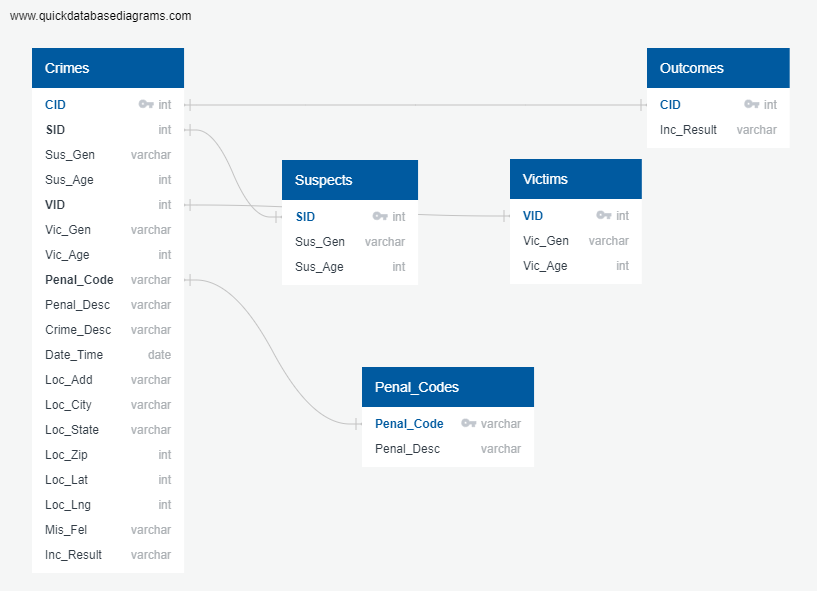 www.quickdatabasediagrams.com
Crimes
CID int
SID int
Sus_Gen varchar
Sus_Age int
VID int
Vic_Gen varchar
Vic_Age int
Penal_Code varchar
Penal_Desc varchar
Crime_Desc varchar
Date_Time date
Loc_Add varchar
Loc_City varchar
Loc_State varchar
Loc_Zip int
Loc_Lat int
Loc_Lng int
Mis_Fel varchar
Inc_Result varchar
Suspects
SID int
Sus_Gen varchar
Sus_Age int
Victims
VID int
Vic_Gen varchar
Vic_Age int
Outcomes
CID int
Inc_Result varchar
Penal_Codes
Penal_Code varchar
Penal_Desc varchar